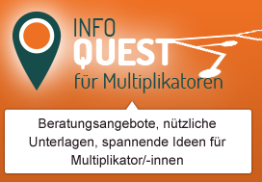 INFO
QUEST
für Multiplikatoren
Beratungsangebote, nützliche
Unterlagen, spannende Ideen für
Multiplikator/-innen